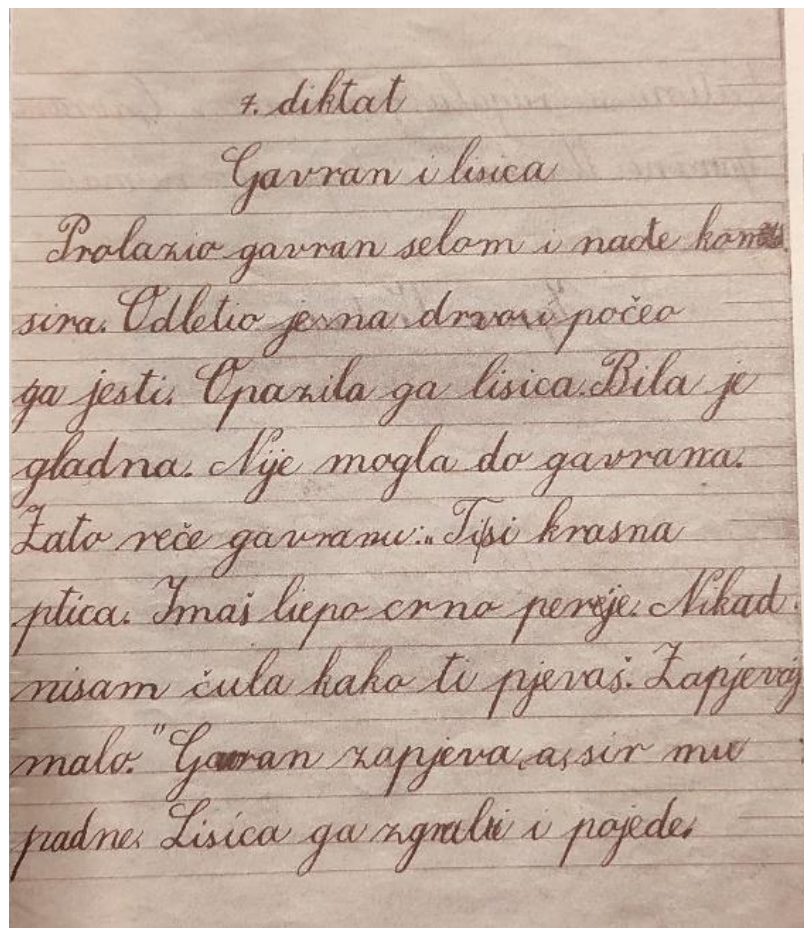 7. diktat
Gavran i lisica
Prolazio gavran selom i nađe
sira. Odletio je na drvo i počeo
ga jesti. Opazila ga lisica. Bila je
gladna. Nije mogla do gavrana.
Zato reče gavranu: „Ti si krasna
ptica. Imaš liepo crno perje. Nikad
nisam čula kako ti pjevaš. Zapjevaj
malo." Gavran zapjeva, a sir mu
padne. Lisica ga zgrabi i pojede.